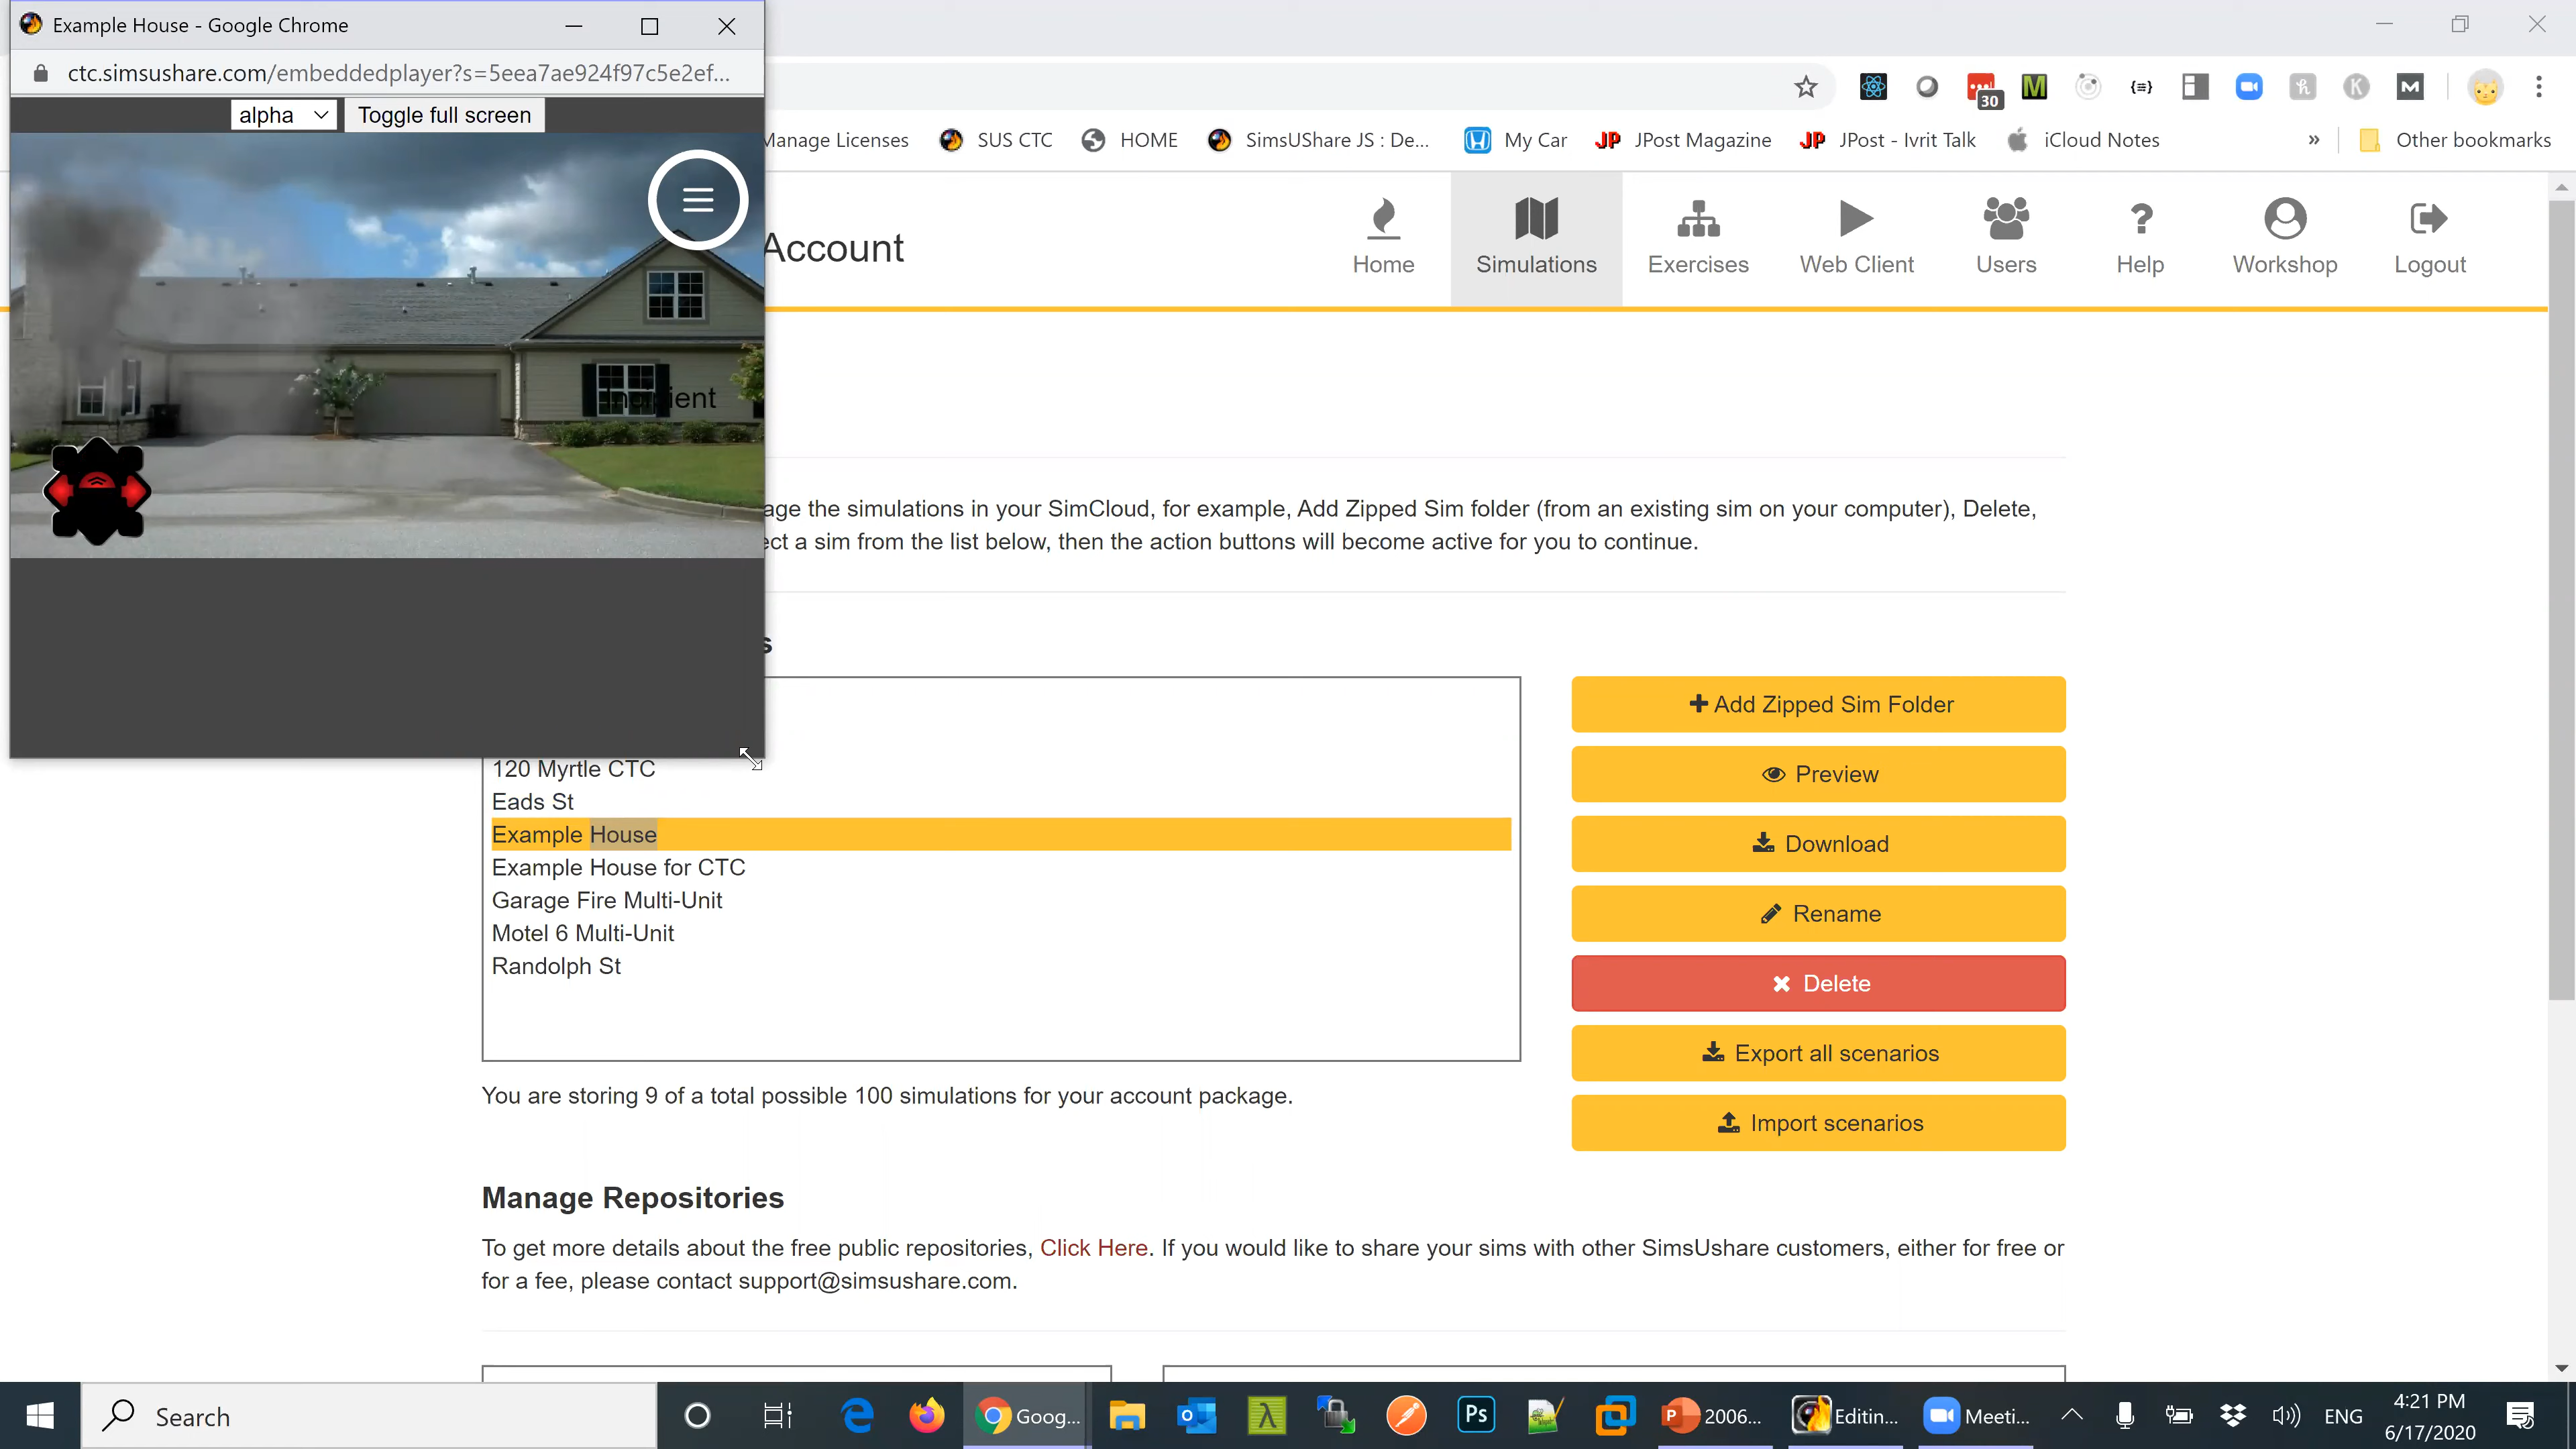 Example House - Google Chrome
ctc.simsushare.com/embeddedplayer?s=5eea7ae924f97c5e2ef...
alpha
Toggle full screen
30
Manage Licenses
SUS CTC
HOME
SimsUShare JS : De...
My Car
JP
JPost Magazine
JP
JPost - Ivrit Talk
iCloud Notes
»
Other bookmarks
Account
Home
Simulations
Exercises
Web Client
Users
Help
Workshop
Logout
age the simulations in your SimCloud, for example, Add Zipped Sim folder (from an existing sim on your computer), Delete,
ect a sim from the list below, then the action buttons will become active for you to continue.
s
120 Myrtle CTC
Eads St
Example House
Example House for CTC
Garage Fire Multi-Unit
Motel 6 Multi-Unit
Randolph St
Add Zipped Sim Folder
Preview
Download
Rename
Delete
Export all scenarios
Import scenarios
You are storing 9 of a total possible 100 simulations for your account package.
Manage Repositories
To get more details about the free public repositories, Click Here. If you would like to share your sims with other SimsUshare customers, either for free or
for a fee, please contact support@simsushare.com.
Search
Goog...
Ps
2006...
Editin...
Meeti...
ENG
4:21 PM
6/17/2020